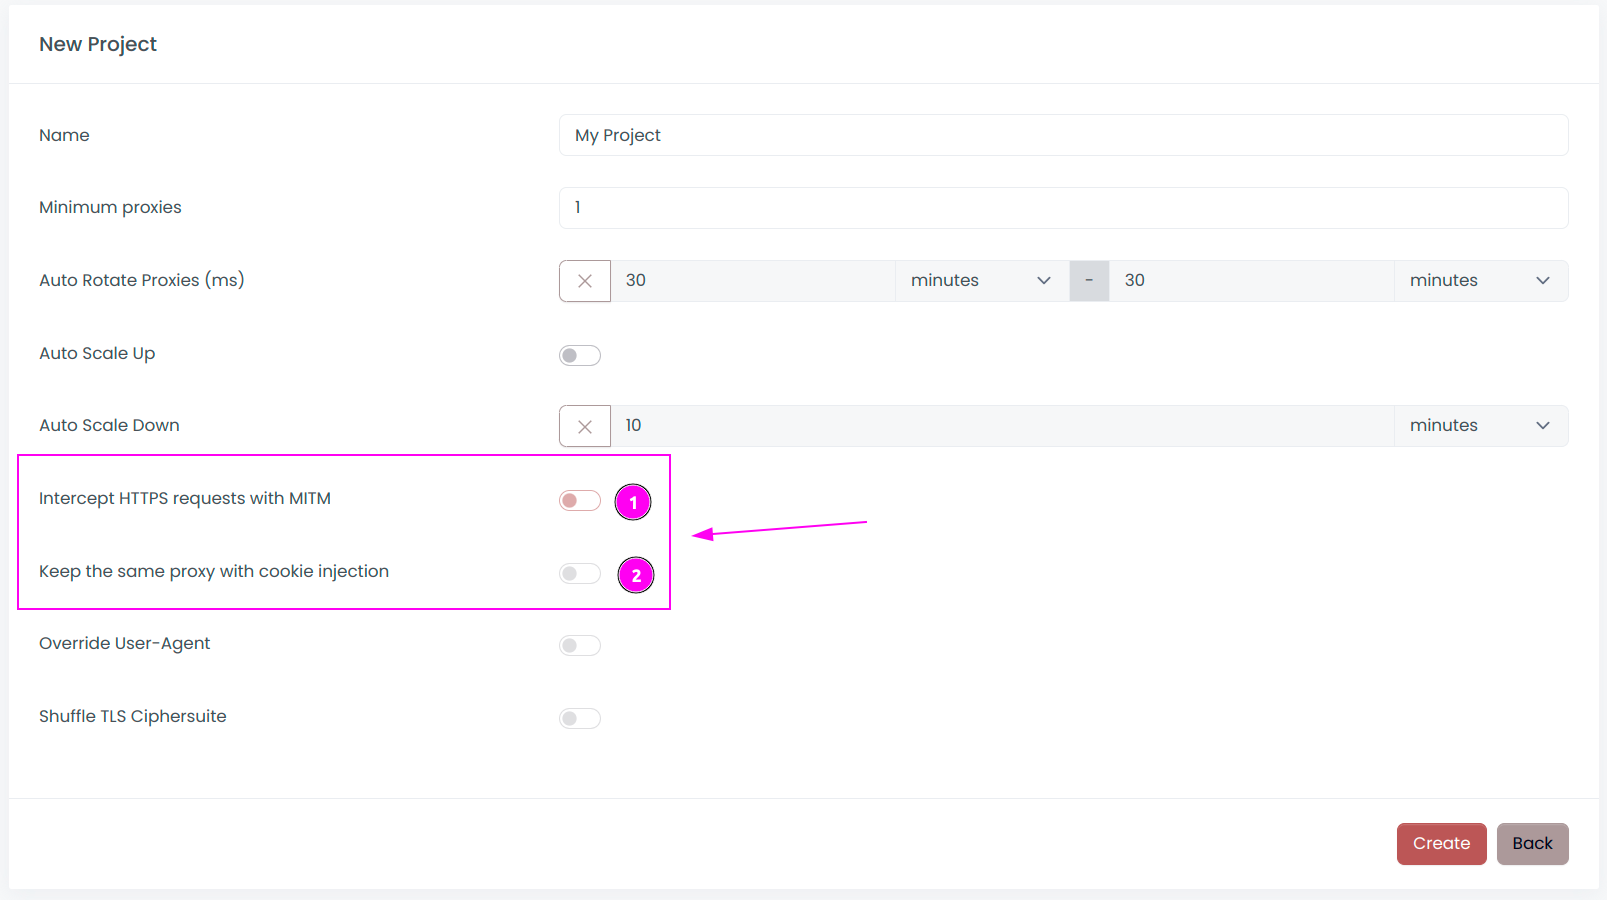 New Project
Name
My Project
Minimum proxies
1
Auto Rotate Proxies (ms)
30 minutes - 30 minutes
Auto Scale Up
Auto Scale Down
10 minutes
Intercept HTTPS requests with MITM
1
Keep the same proxy with cookie injection
2
Override User-Agent
Shuffle TLS Ciphersuite
Create Back